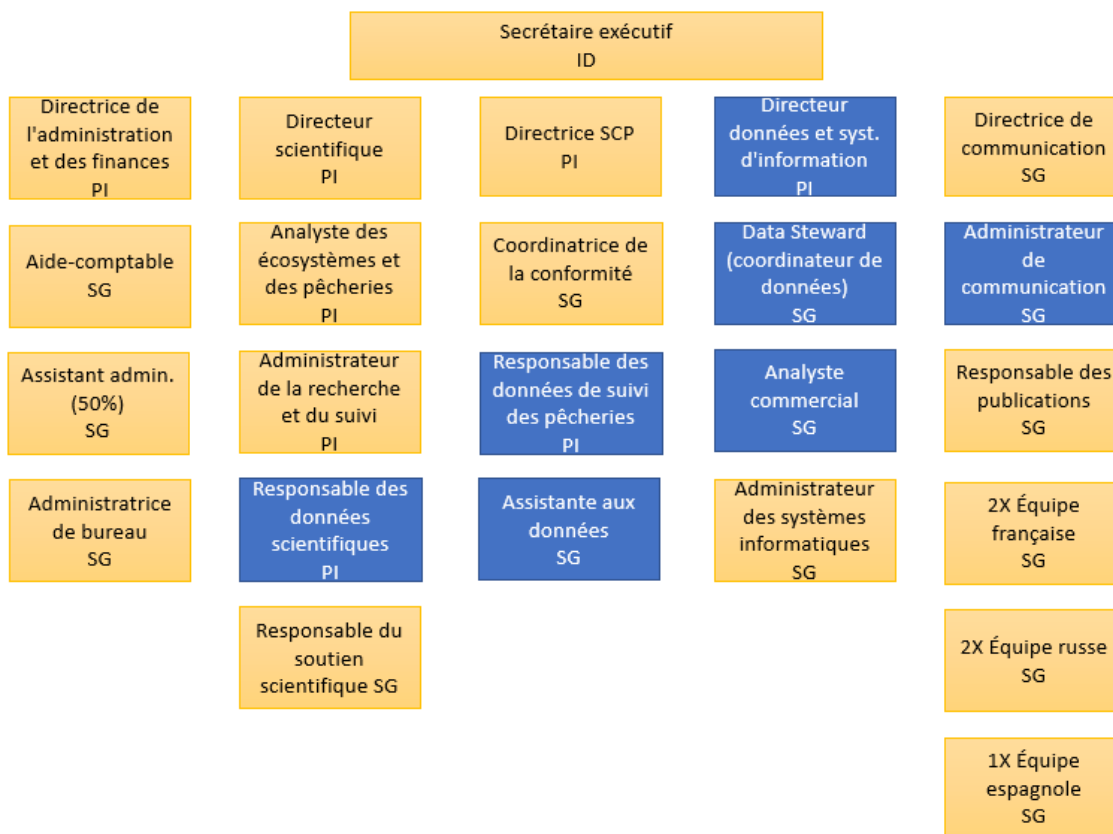 Secrétaire exécutif
ID
Directrice de
l'administration
et des finances
PI
Directeur
scientifique
PI
Directrice SCP
PI
Directeur
données et syst.
d'information
PI
Directrice de
communication
SG
Aide-comptable
SG
Analyste des
écosystèmes et
des pêcheries
PI
Coordinatrice de
la conformité
SG
Data Steward
(coordinateur de
données)
SG
Administrateur
de
communication
SG
Assistant admin.
(50%)
SG
Administrateur
de la recherche
et du suivi
PI
Responsable des
données de suivi
des pêcheries
PI
Analyste
commercial
SG
Responsable des
publications
SG
Administratrice
de bureau
SG
Responsable des
données
scientifiques
PI
Assistante aux
données
SG
Administrateur
des systèmes
informatiques
SG
2X Équipe
française
SG
Responsable du
soutien
scientifique SG
2X Équipe russe
SG
1X Équipe
espagnole
SG